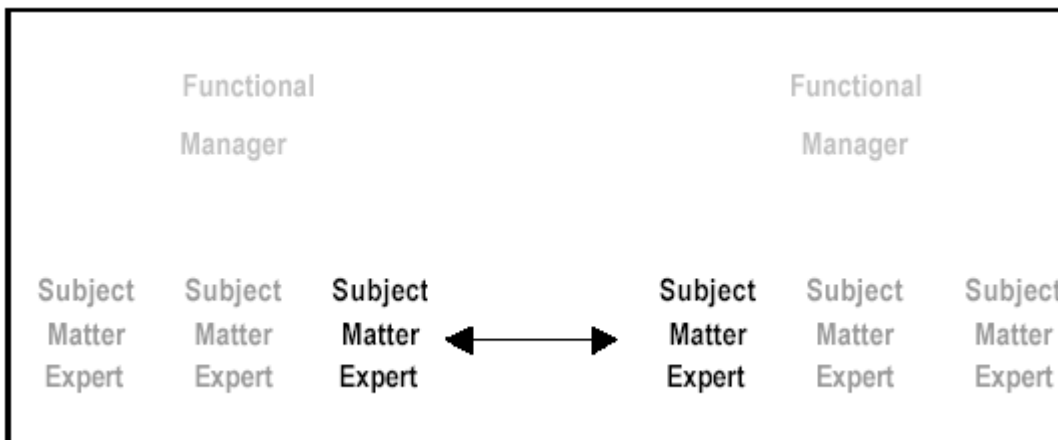 Functional Functional
Manager Manager
Subject Subject Subject Subject Subject Subject
Matter Matter Matter Matter Matter Matter
Expert Expert Expert Expert Expert Expert